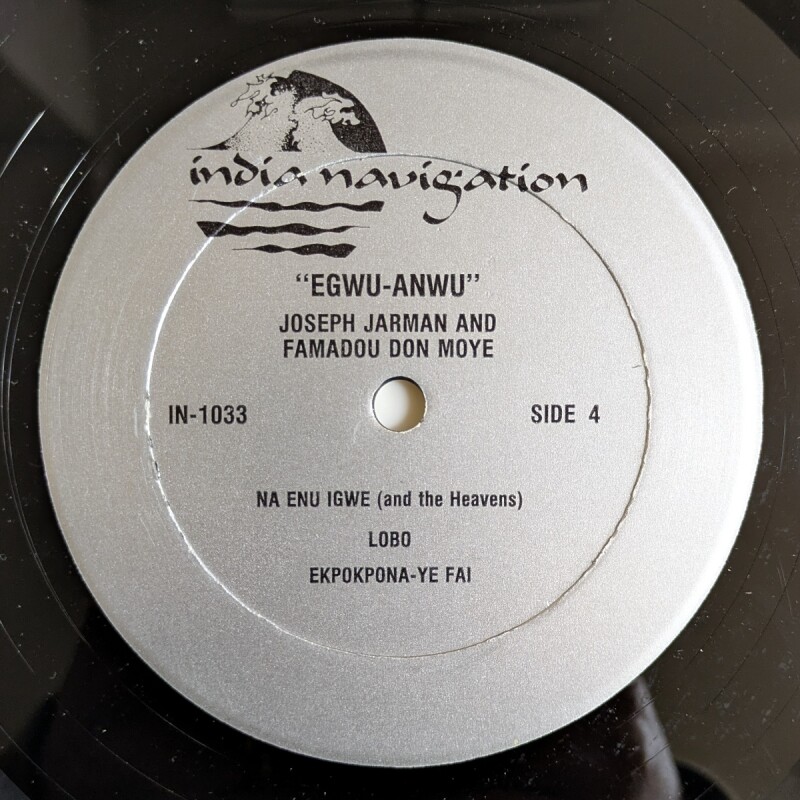 india navigation
"EGWU-ANWU"
JOSEPH JARMAN AND
FAMADOU DON MOYE
IN-1033
SIDE 4
NA ENU IGWE (and the Heavens)
LOBO
EKPOKPONA-YE FAI